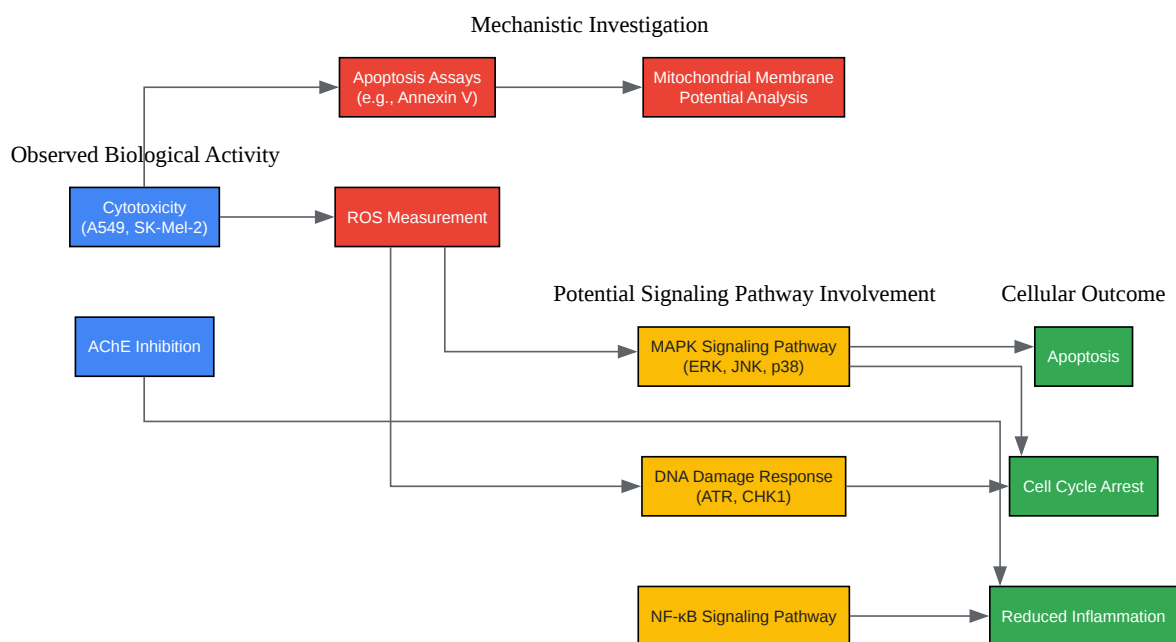 Mechanistic Investigation
Apoptosis Assays
(e.g., Annexin V)
Mitochondrial Membrane
Potential Analysis
Observed Biological Activity
Cytotoxicity
(A549, SK-Mel-2)
ROS Measurement
Potential Signaling Pathway Involvement
Cellular Outcome
AChE Inhibition
MAPK Signaling Pathway
(ERK, JNK, p38)
Apoptosis
DNA Damage Response
(ATR, CHK1)
Cell Cycle Arrest
NF-κB Signaling Pathway
Reduced Inflammation